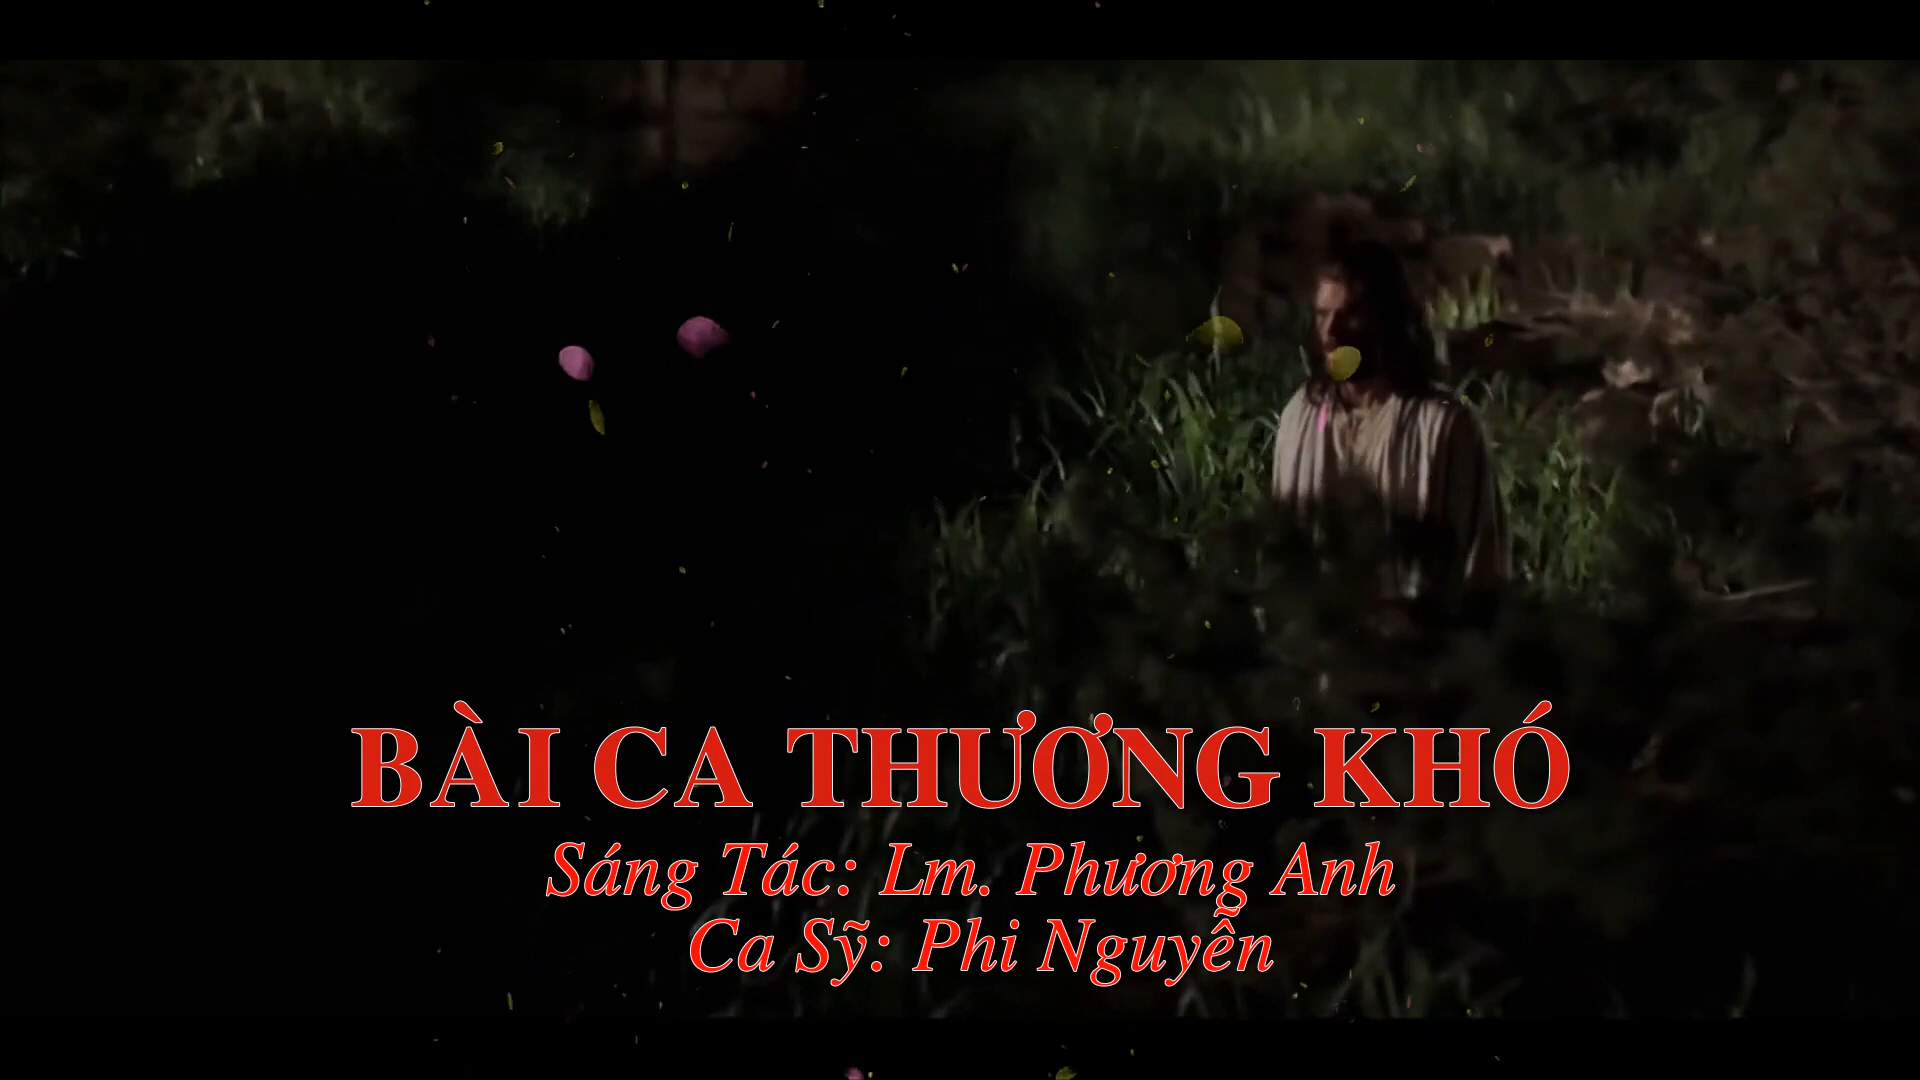 BÀI CA THƯƠNG KHÓ
Sáng Tác: Lm. Phương Anh
Ca Sỹ: Phi Nguyễn